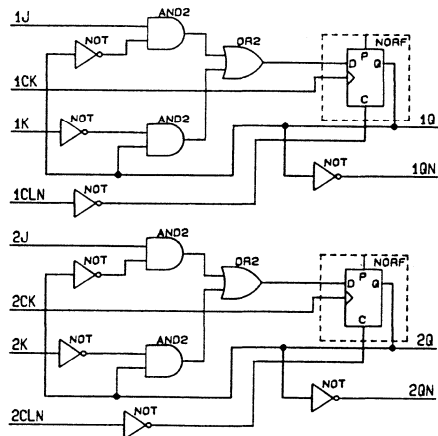 AND2
1J
NOT
OR2
NORF
P
D Q
1CK
C
NOT
1K
AND2
1Q
NOT
1QN
1CLN
NOT
2J
AND2
NOT
OR2
NORF
P
D Q
2CK
C
AND2
NOT
2K
2Q
NOT
2QN
2CLN
NOT